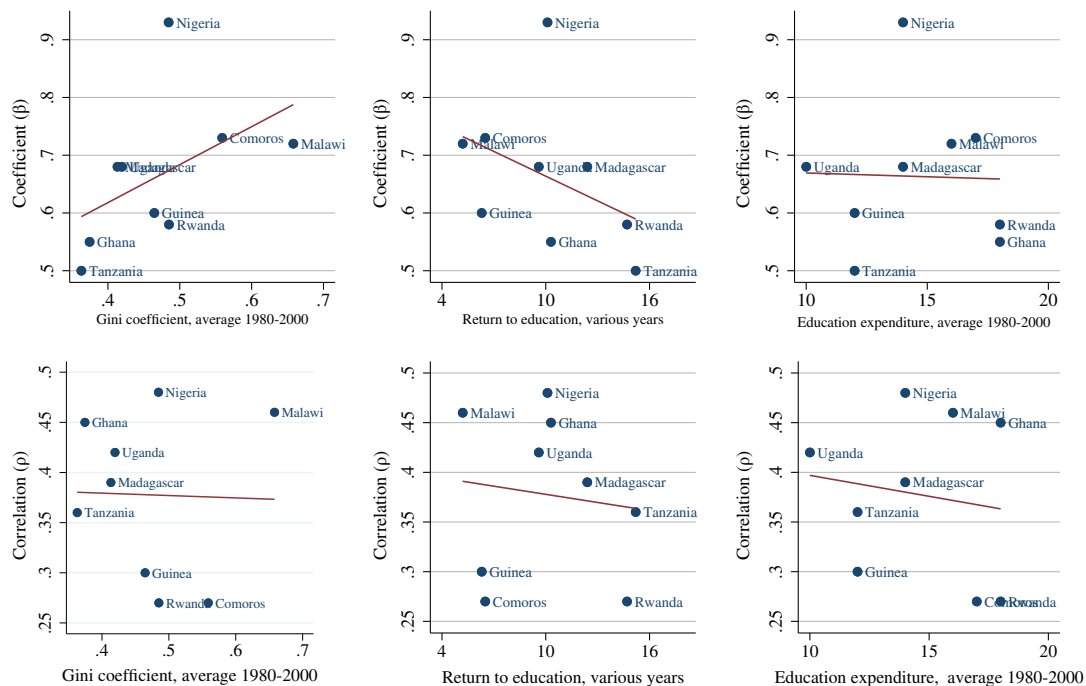 Coefficient (β)
.5 .6 .7 .8 .9
Nigeria
Comoros
Malawi
Madagascar
Uganda
Guinea
Rwanda
Ghana
Tanzania
.4 .5 .6 .7
Gini coefficient, average 1980-2000
Coefficient (β)
.5 .6 .7 .8 .9
Nigeria
Comoros
Malawi
Uganda
Madagascar
Guinea
Rwanda
Ghana
Tanzania
4 10 16
Return to education, various years
Coefficient (β)
.5 .6 .7 .8 .9
Nigeria
Comoros
Malawi
Uganda
Madagascar
Guinea
Rwanda
Ghana
Tanzania
10 15 20
Education expenditure, average 1980-2000
Correlation (ρ)
.25 .3 .35 .4 .45 .5
Nigeria
Malawi
Ghana
Uganda
Madagascar
Tanzania
Guinea
Rwanda
Comoros
.4 .5 .6 .7
Gini coefficient, average 1980-2000
Correlation (ρ)
.25 .3 .35 .4 .45 .5
Nigeria
Malawi
Ghana
Uganda
Madagascar
Tanzania
Guinea
Comoros
Rwanda
4 10 16
Return to education, various years
Correlation (ρ)
.25 .3 .35 .4 .45 .5
Nigeria
Malawi
Ghana
Uganda
Madagascar
Tanzania
Guinea
Comoros
Rwanda
10 15 20
Education expenditure, average 1980-2000